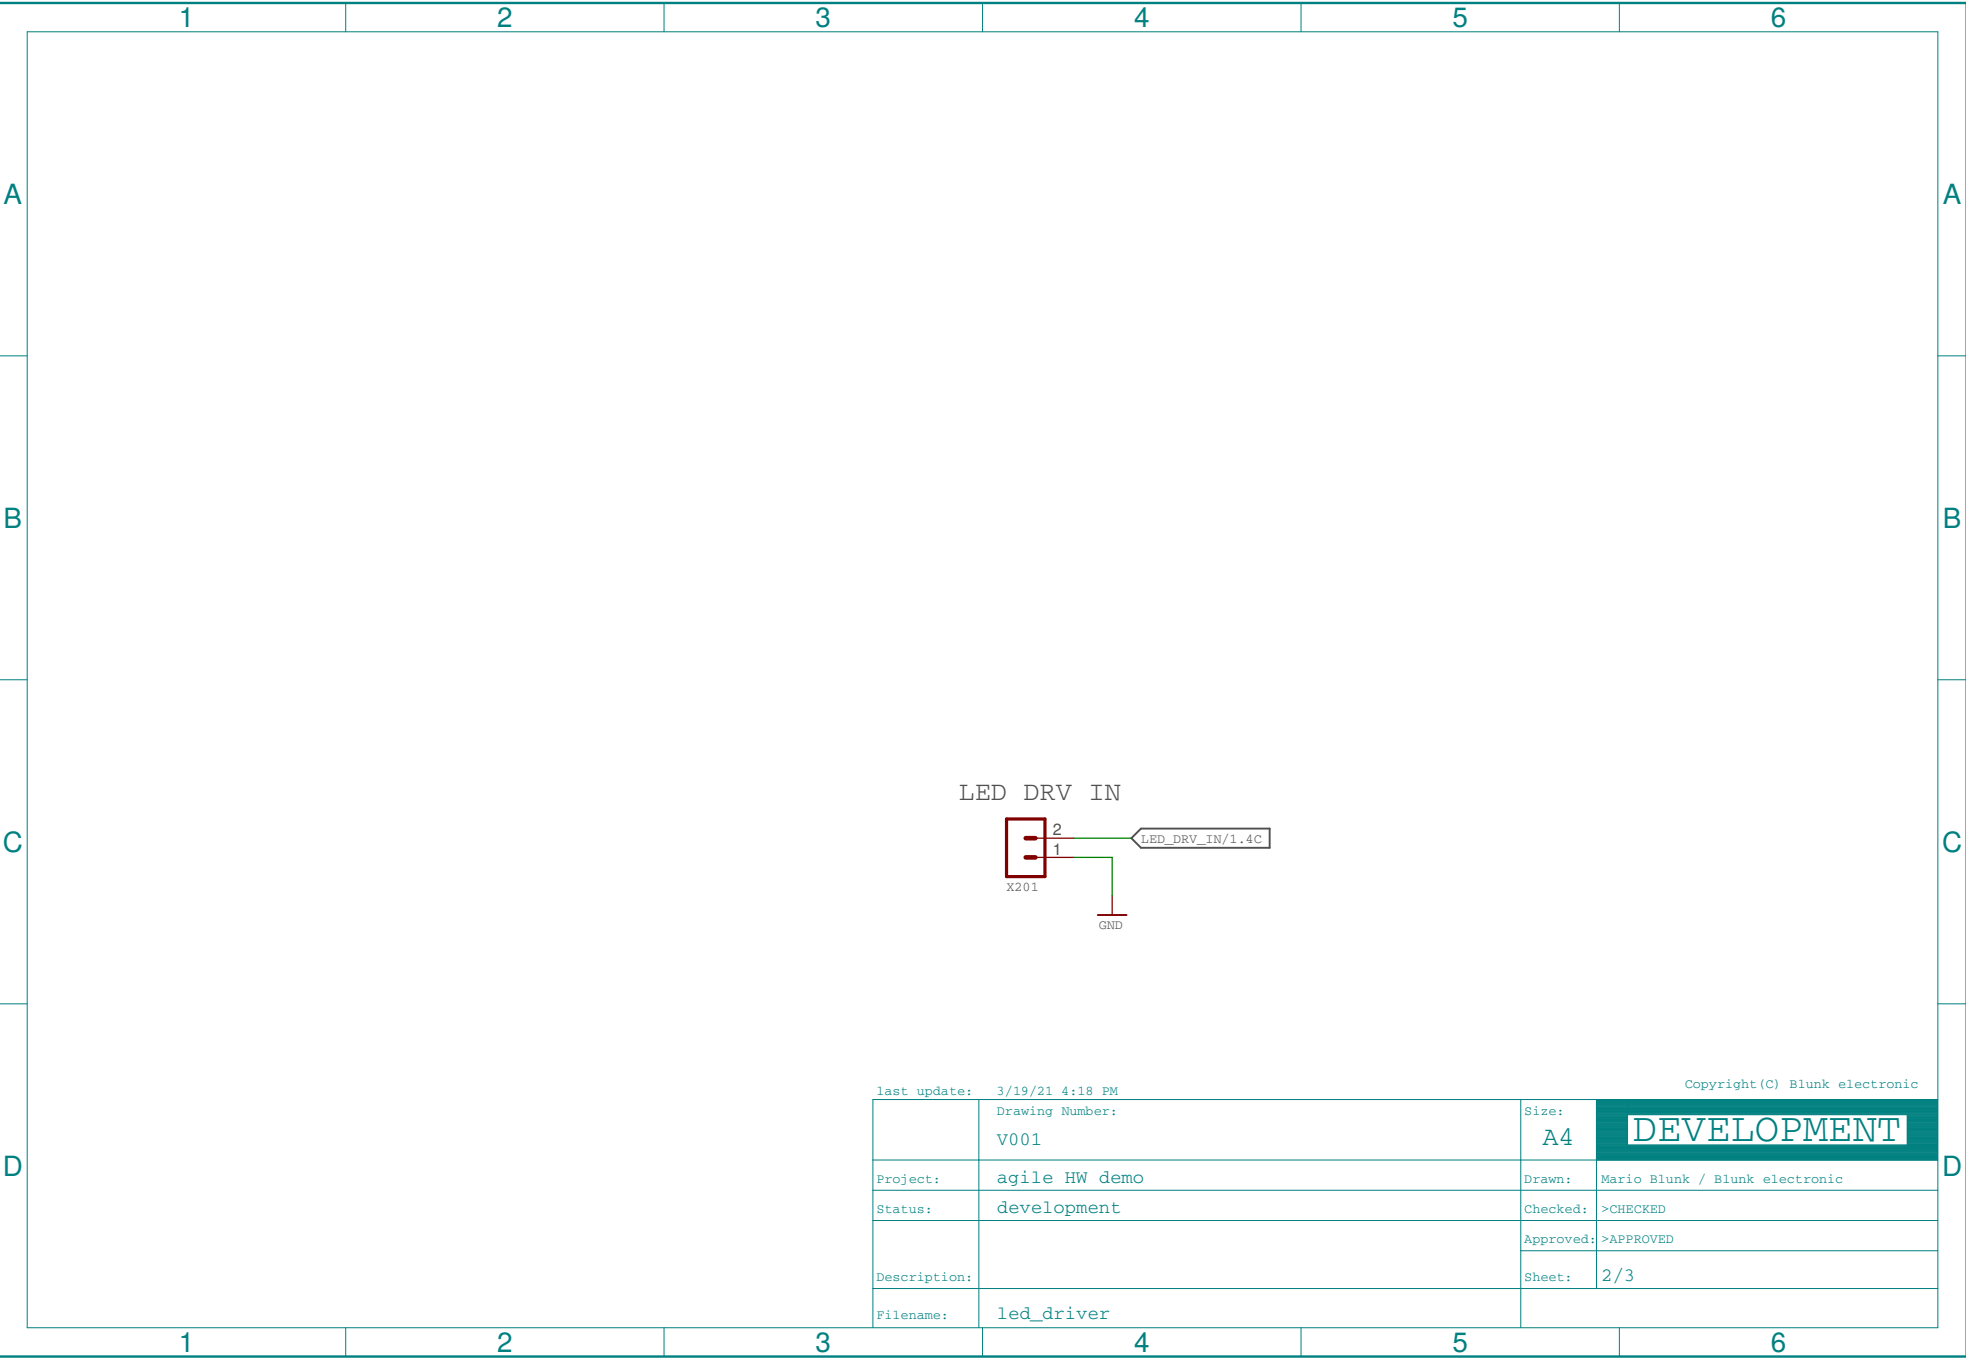 1 2 3 4 5 6
A A
B B
LED DRV IN
2 LED_DRV_IN/1.4C
C C
1
X201
GND
last update: 3/19/21 4:18 PM Copyright(C) Blunk electronic
Drawing Number: Size:
V001 A4 DEVELOPMENT
D D
Project: agile HW demo Drawn: Mario Blunk / Blunk electronic
Status: development Checked: >CHECKED
Approved: >APPROVED
Description: Sheet: 2/3
Filename: led_driver
1 2 3 4 5 6